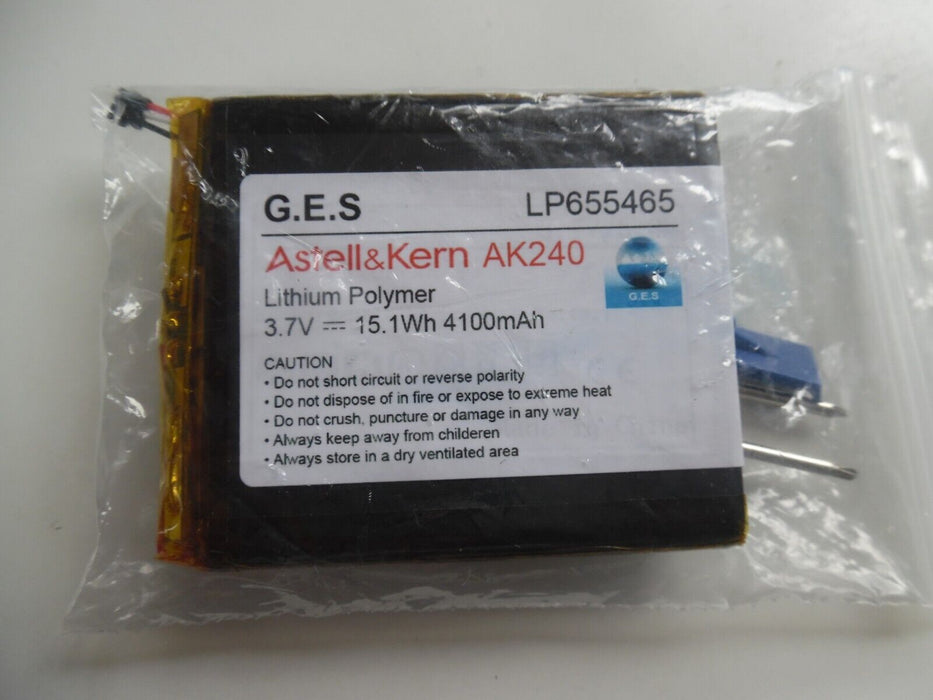 G.E.S LP655465
Astell&Kern AK240
G.E.S
Lithium Polymer
3.7V ⎓ 15.1Wh 4100mAh
CAUTION
• Do not short circuit or reverse polarity
• Do not dispose of in fire or expose to extreme heat
• Do not crush, puncture or damage in any way
• Always keep away from childeren
• Always store in a dry ventilated area